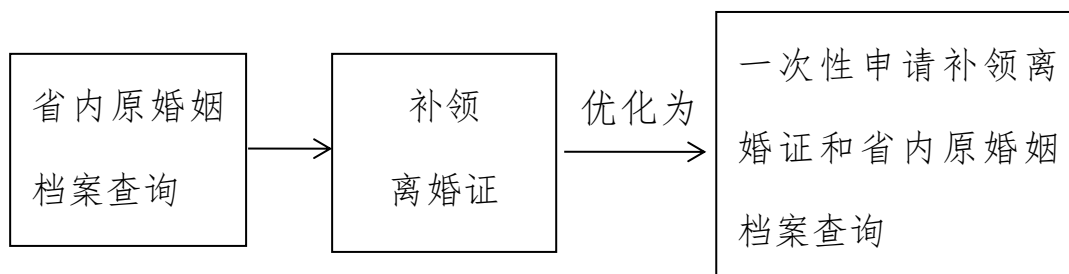 省内原婚姻
档案查询
补领
离婚证
优化为
一次性申请补领离
婚证和省内原婚姻
档案查询